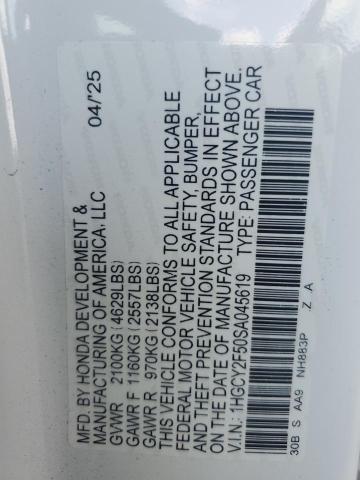 MFD. BY HONDA DEVELOPMENT & 04/'25
MANUFACTURING OF AMERICA, LLC
GVWR 2100KG (4629LBS)
GAWR F 1160KG (2557LBS)
GAWR R 970KG (2138LBS)
THIS VEHICLE CONFORMS TO ALL APPLICABLE
FEDERAL MOTOR VEHICLE SAFETY, BUMPER,
AND THEFT PREVENTION STANDARDS IN EFFECT
ON THE DATE OF MANUFACTURE SHOWN ABOVE.
V.I.N.: 1HGCY2F50SA045619 TYPE: PASSENGER CAR
30B S AA9 NH883P . Z . A